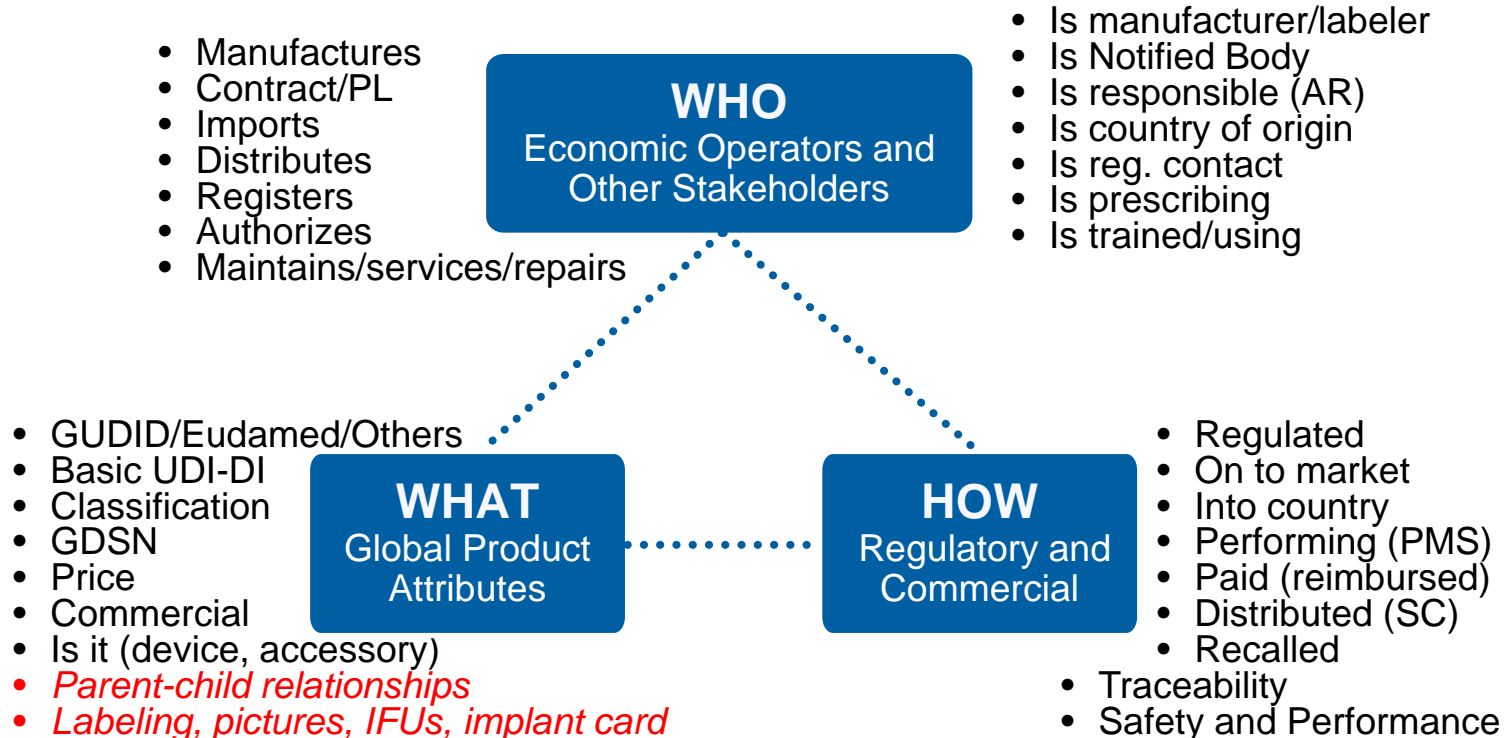 • Manufactures
• Contract/PL
• Imports
• Distributes
• Registers
• Authorizes
• Maintains/services/repairs
WHO
Economic Operators and
Other Stakeholders
• Is manufacturer/labeler
• Is Notified Body
• Is responsible (AR)
• Is country of origin
• Is reg. contact
• Is prescribing
• Is trained/using
• GUDID/Eudamed/Others
• Basic UDI-DI
• Classification
• GDSN
• Price
• Commercial
• Is it (device, accessory)
• Parent-child relationships
• Labeling, pictures, IFUs, implant card
WHAT
Global Product
Attributes
HOW
Regulatory and
Commercial
• Regulated
• On to market
• Into country
• Performing (PMS)
• Paid (reimbursed)
• Distributed (SC)
• Recalled
• Traceability
• Safety and Performance